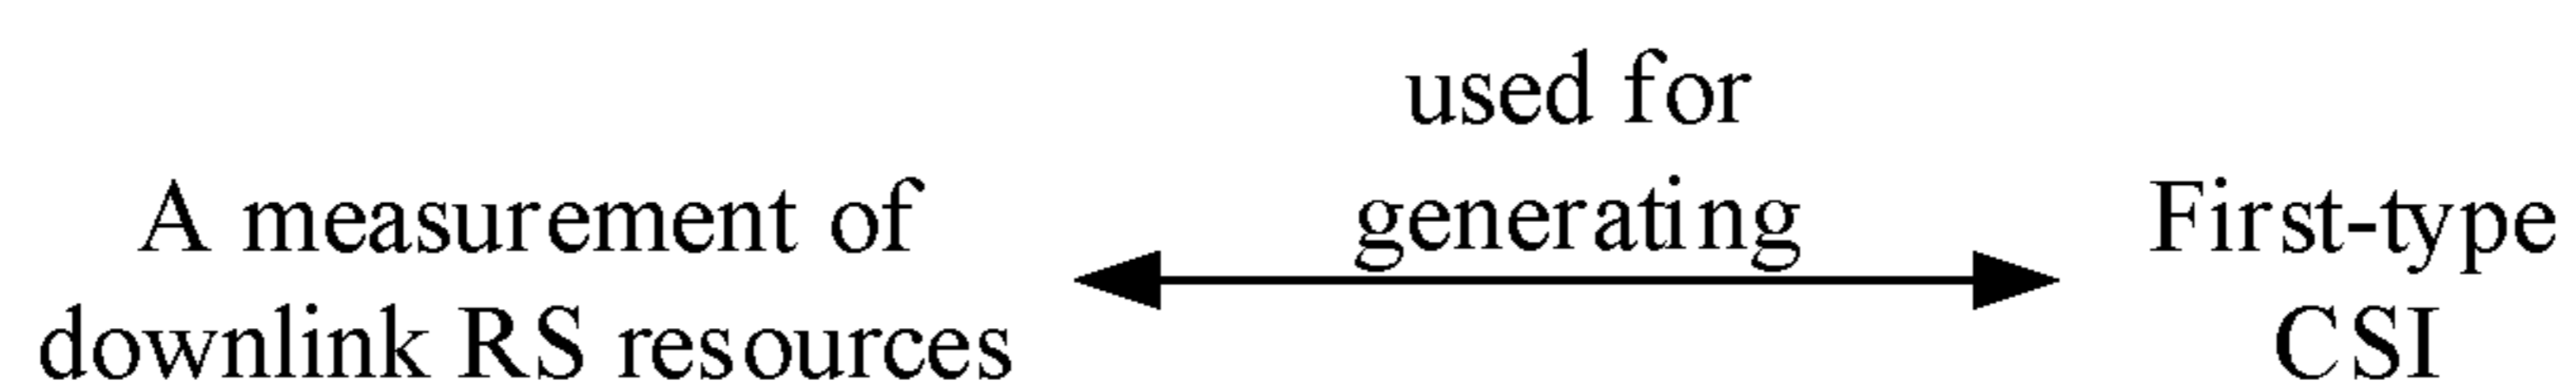 A measurement of
downlink RS resources
used for
generating
First-type
CSI